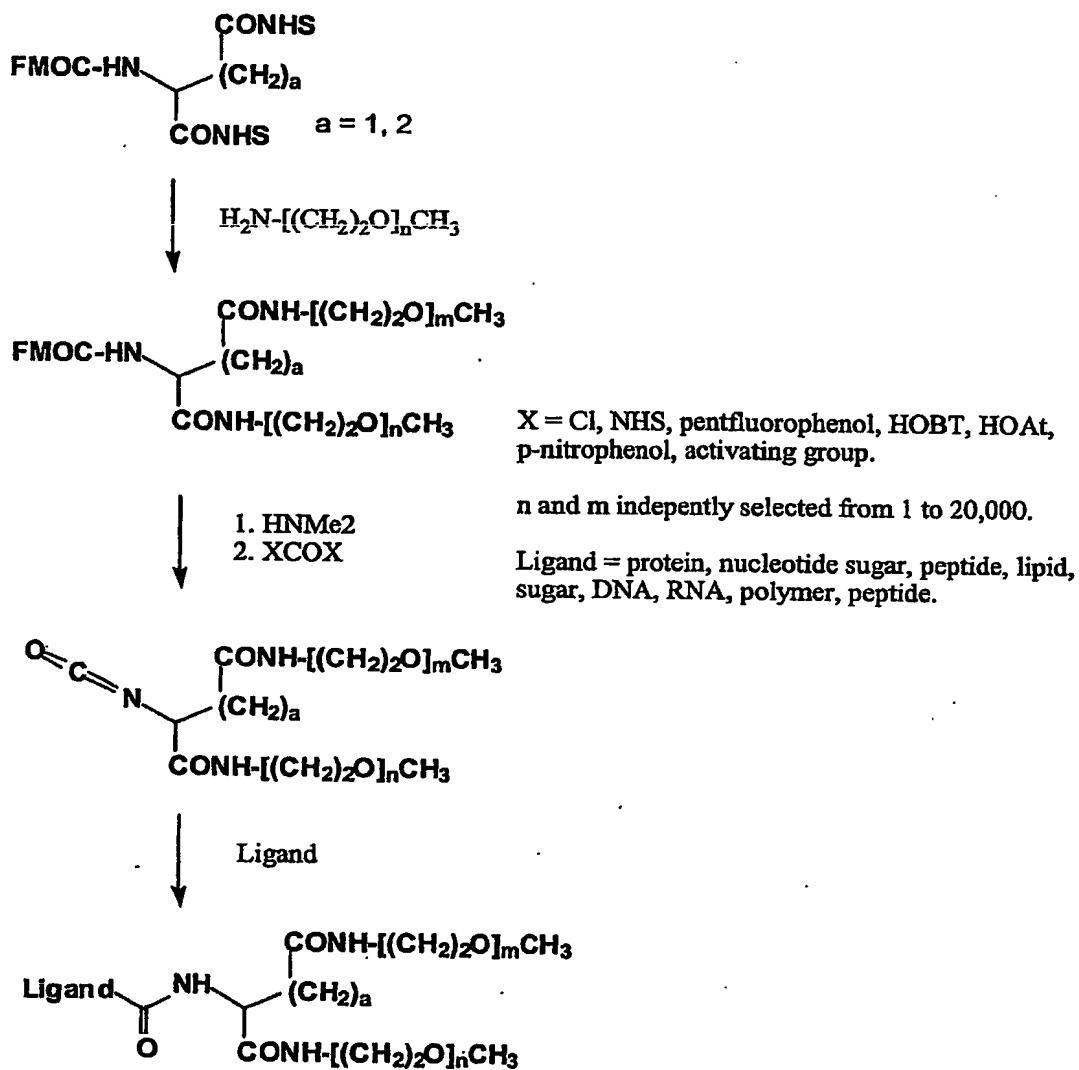 CONHS
FMOC-HN
(CH2)a
CONHS
a = 1, 2
H2N-[(CH2)2O]nCH3
CONH-[(CH2)2O]mCH3
FMOC-HN
(CH2)a
CONH-[(CH2)2O]nCH3
X = Cl, NHS, pentfluorophenol, HOBT, HOAt,
p-nitrophenol, activating group.
1. HNMe2
2. XCOX
n and m indepently selected from 1 to 20,000.
Ligand = protein, nucleotide sugar, peptide, lipid,
sugar, DNA, RNA, polymer, peptide.
O
C
N
CONH-[(CH2)2O]mCH3
(CH2)a
CONH-[(CH2)2O]nCH3
Ligand
CONH-[(CH2)2O]mCH3
Ligand
NH
(CH2)a
O
CONH-[(CH2)2O]nCH3